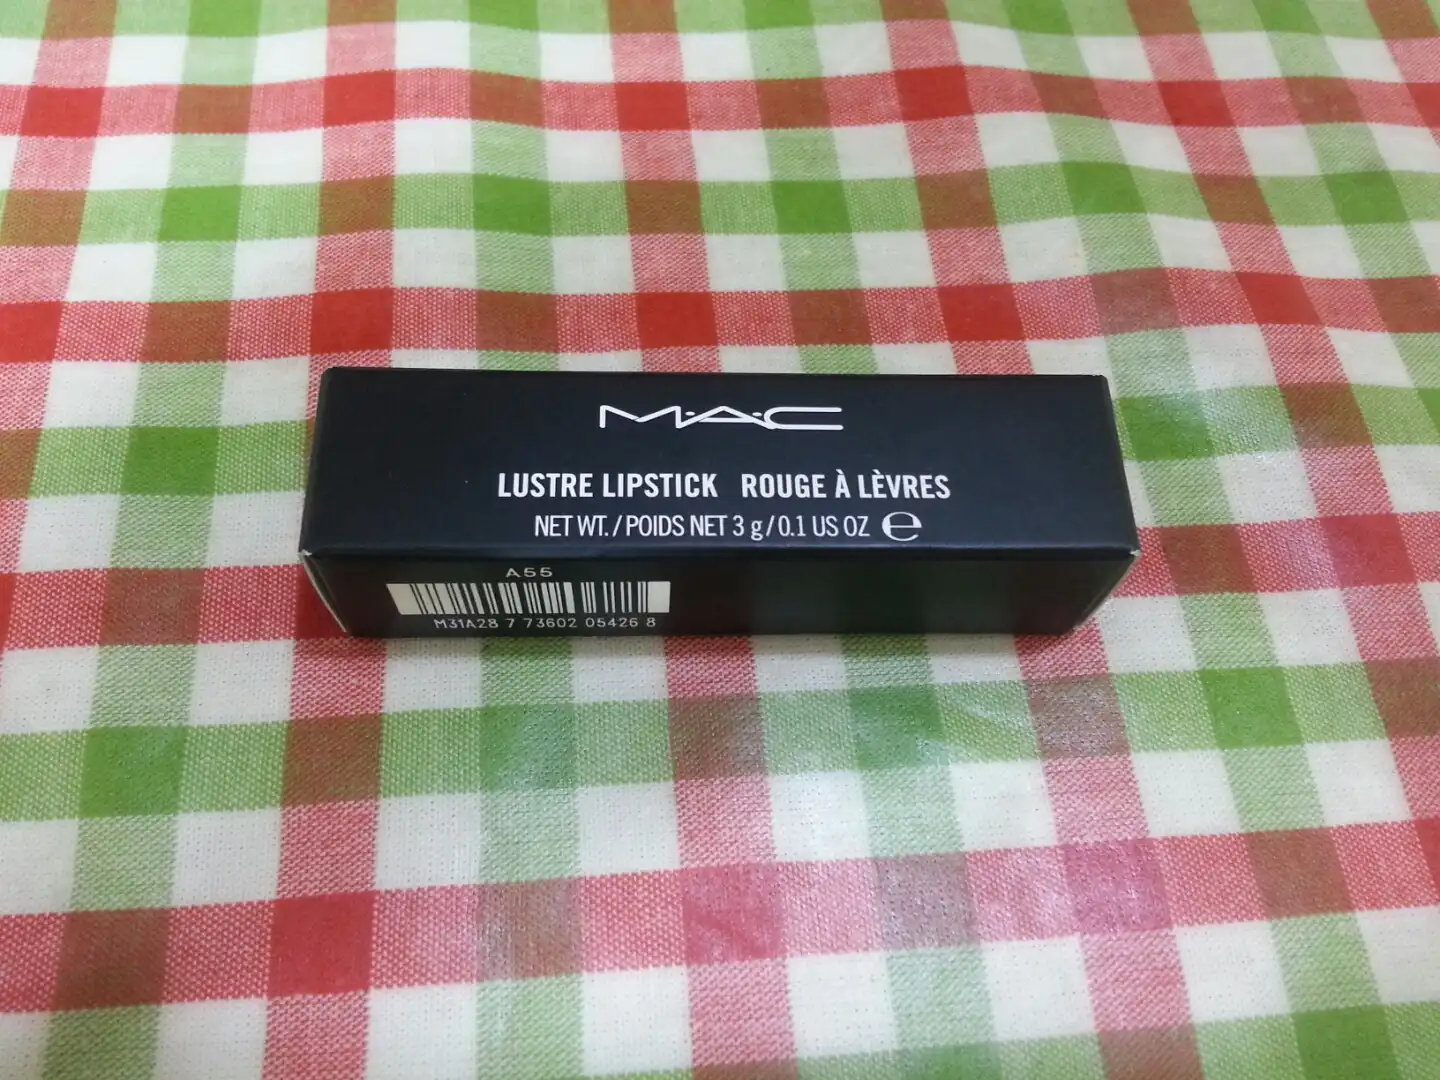 M·A·C
LUSTRE LIPSTICK ROUGE À LÈVRES
NET WT. / POIDS NET 3 g / 0.1 US OZ ℮
A55
M31A28 7 73602 05426 8